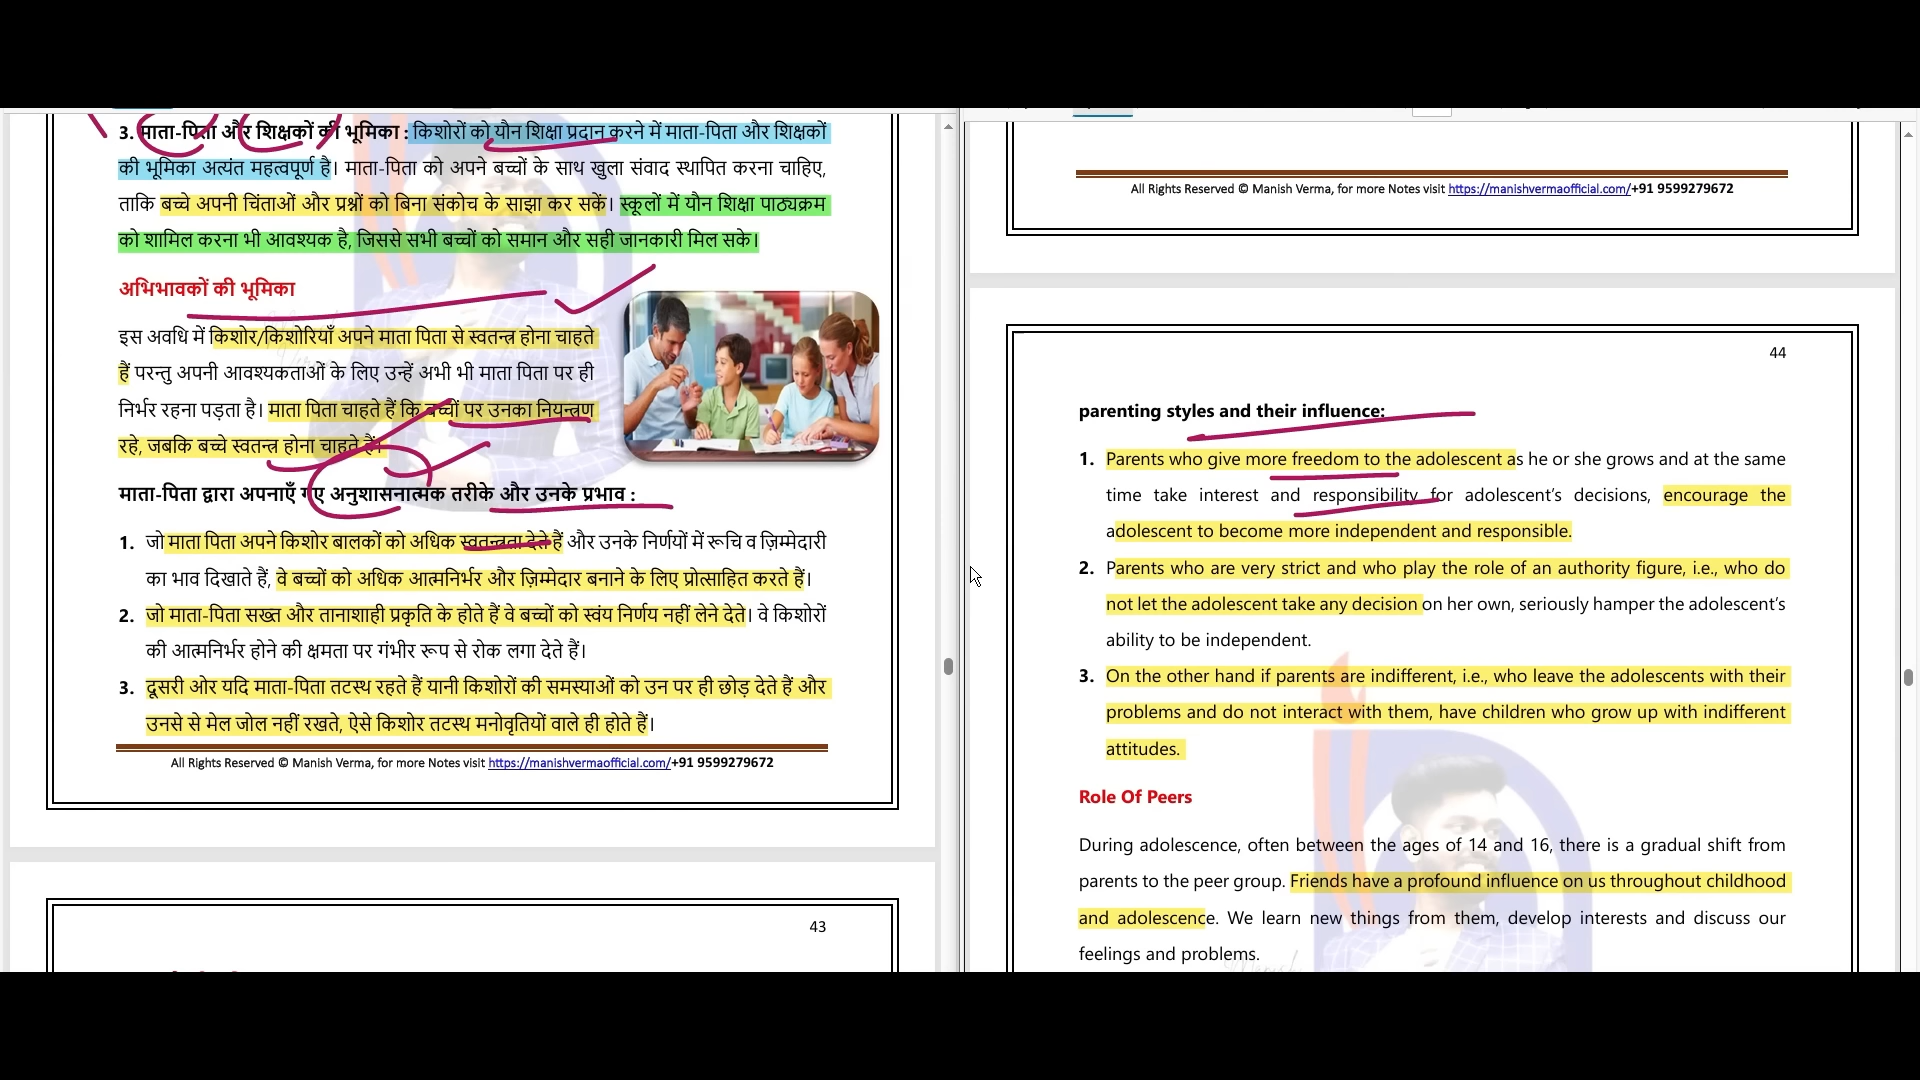 3. माता-पिता और शिक्षकों की भूमिका : किशोरों को यौन शिक्षा प्रदान करने में माता-पिता और शिक्षकों
की भूमिका अत्यंत महत्वपूर्ण है। माता-पिता को अपने बच्चों के साथ खुला संवाद स्थापित करना चाहिए,
ताकि बच्चे अपनी चिंताओं और प्रश्नों को बिना संकोच के साझा कर सकें। स्कूलों में यौन शिक्षा पाठ्यक्रम
को शामिल करना भी आवश्यक है, जिससे सभी बच्चों को समान और सही जानकारी मिल सके।
अभिभावकों की भूमिका
इस अवधि में किशोर/किशोरियाँ अपने माता पिता से स्वतन्त्र होना चाहते
हैं परन्तु अपनी आवश्यकताओं के लिए उन्हें अभी भी माता पिता पर ही
निर्भर रहना पड़ता है। माता पिता चाहते हैं कि बच्चों पर उनका नियन्त्रण
रहे, जबकि बच्चे स्वतन्त्र होना चाहते हैं।
माता-पिता द्वारा अपनाएँ गए अनुशासनात्मक तरीके और उनके प्रभाव :
1. जो माता पिता अपने किशोर बालकों को अधिक स्वतन्त्रता देते हैं और उनके निर्णयों में रूचि व ज़िम्मेदारी
का भाव दिखाते हैं, वे बच्चों को अधिक आत्मनिर्भर और ज़िम्मेदार बनाने के लिए प्रोत्साहित करते हैं।
2. जो माता-पिता सख्त और तानाशाही प्रकृति के होते हैं वे बच्चों को स्वंय निर्णय नहीं लेने देते। वे किशोरों
की आत्मनिर्भर होने की क्षमता पर गंभीर रूप से रोक लगा देते हैं।
3. दूसरी ओर यदि माता-पिता तटस्थ रहते हैं यानी किशोरों की समस्याओं को उन पर ही छोड़ देते हैं और
उनसे से मेल जोल नहीं रखते, ऐसे किशोर तटस्थ मनोवृतियों वाले ही होते हैं।
All Rights Reserved © Manish Verma, for more Notes visit https://manishvermaofficial.com/+91 9599279672
43
All Rights Reserved © Manish Verma, for more Notes visit https://manishvermaofficial.com/+91 9599279672
44
parenting styles and their influence:
1. Parents who give more freedom to the adolescent as he or she grows and at the same
time take interest and responsibility for adolescent’s decisions, encourage the
adolescent to become more independent and responsible.
2. Parents who are very strict and who play the role of an authority figure, i.e., who do
not let the adolescent take any decision on her own, seriously hamper the adolescent’s
ability to be independent.
3. On the other hand if parents are indifferent, i.e., who leave the adolescents with their
problems and do not interact with them, have children who grow up with indifferent
attitudes.
Role Of Peers
During adolescence, often between the ages of 14 and 16, there is a gradual shift from
parents to the peer group. Friends have a profound influence on us throughout childhood
and adolescence. We learn new things from them, develop interests and discuss our
feelings and problems.